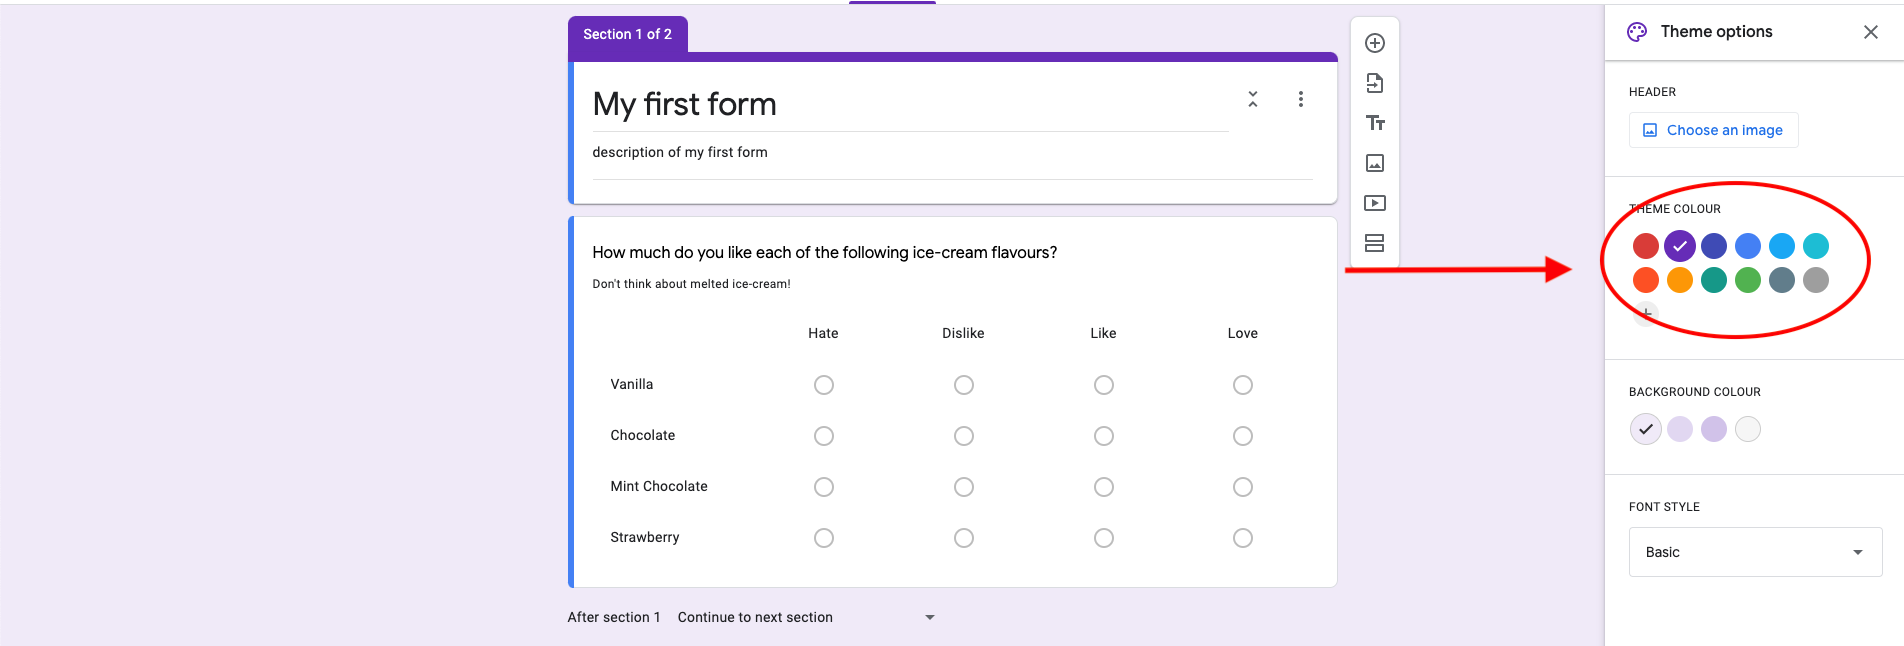 Section 1 of 2
My first form
description of my first form
How much do you like each of the following ice-cream flavours?
Don't think about melted ice-cream!
Hate Dislike Like Love
Vanilla
Chocolate
Mint Chocolate
Strawberry
After section 1 Continue to next section
Theme options
HEADER
Choose an image
THEME COLOUR
BACKGROUND COLOUR
FONT STYLE
Basic